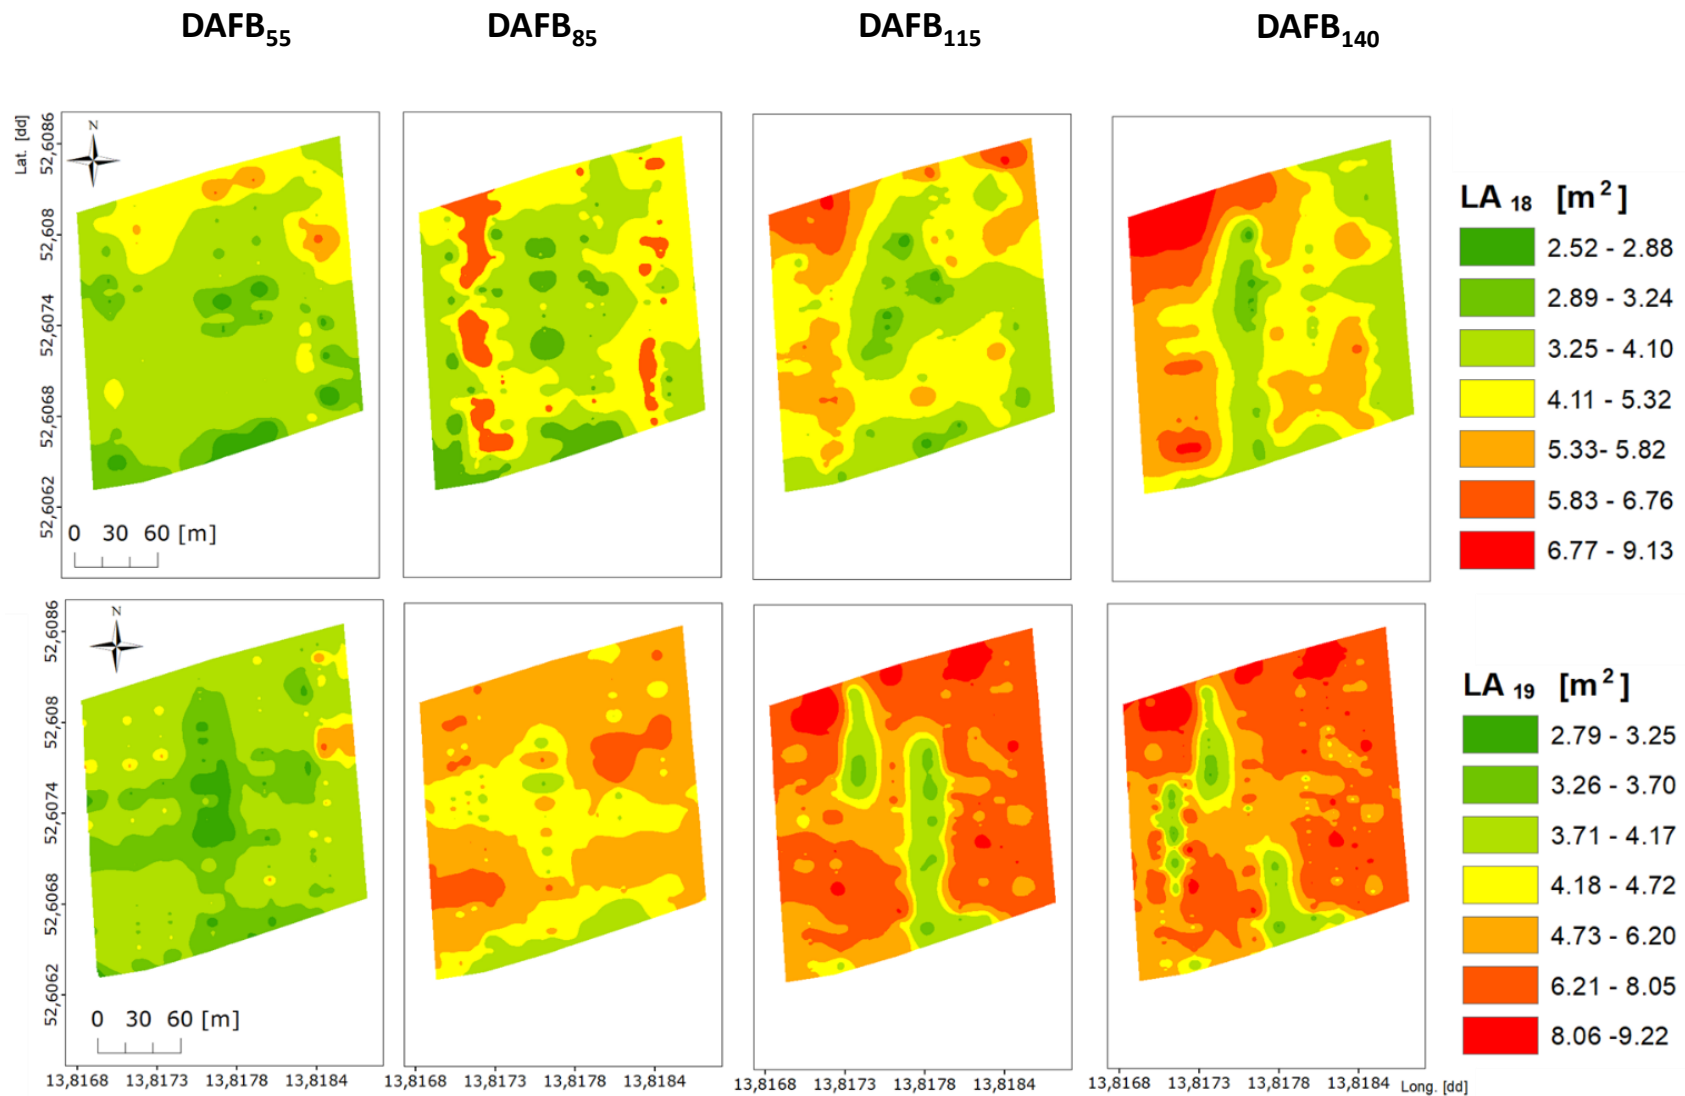 DAFB55 DAFB85 DAFB115 DAFB140
Lat. [dd]
N
52,6086
52,608
52,6074
52,6068
52,6062
0 30 60 [m]
LA 18 [m²]
2.52 - 2.88
2.89 - 3.24
3.25 - 4.10
4.11 - 5.32
5.33- 5.82
5.83 - 6.76
6.77 - 9.13
N
52,6086
52,608
52,6074
52,6068
52,6062
0 30 60 [m]
LA 19 [m²]
2.79 - 3.25
3.26 - 3.70
3.71 - 4.17
4.18 - 4.72
4.73 - 6.20
6.21 - 8.05
8.06 -9.22
13,8168 13,8173 13,8178 13,8184 13,8168 13,8173 13,8178 13,8184 13,8168 13,8173 13,8178 13,8184 13,8168 13,8173 13,8178 13,8184 Long. [dd]